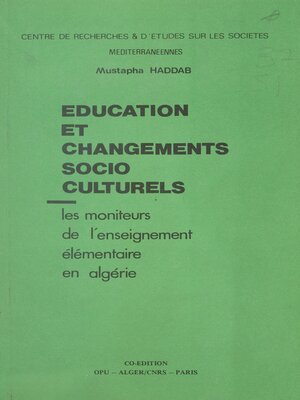 CENTRE DE RECHERCHES & D'ETUDES SUR LES SOCIETES
MEDITERRANEENNES
Mustapha HADDAB
EDUCATION
ET
CHANGEMENTS
SOCIO
CULTURELS
les moniteurs
de l'enseignement
élémentaire
en algérie
CO-EDITION
OPU – ALGER/CNRS – PARIS